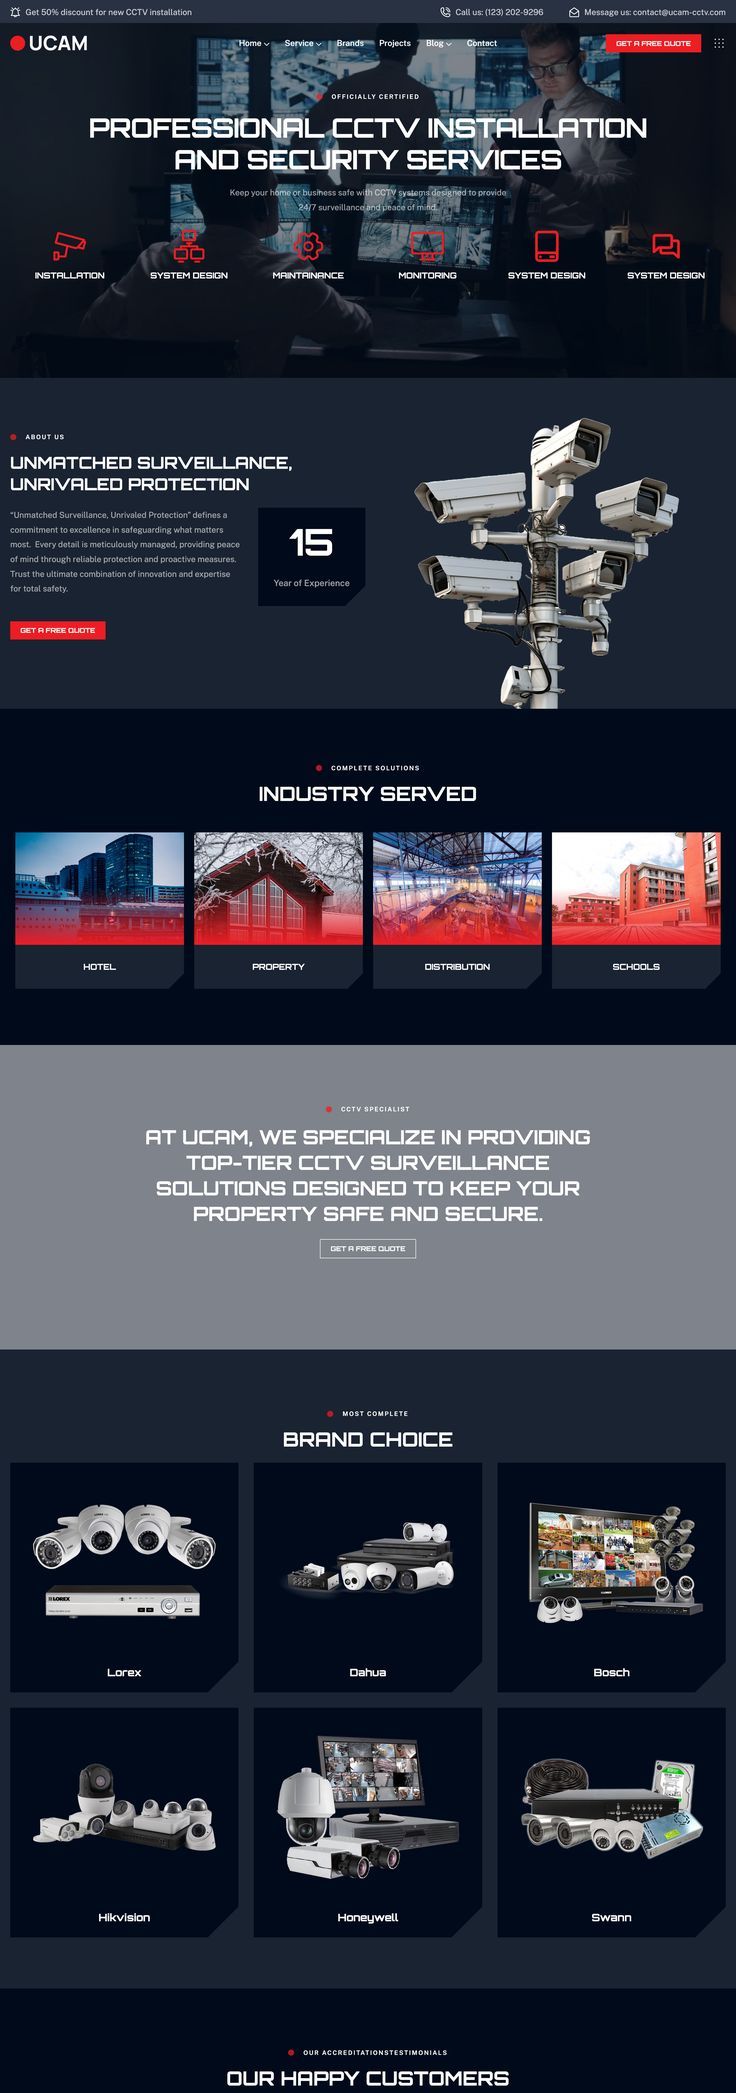 Get 50% discount for new CCTV installation
Call us: (123) 202-9296
Message us: contact@ucam-cctv.com
UCAM
Home
Service
Brands
Projects
Blog
Contact
GET A FREE QUOTE
OFFICIALLY CERTIFIED
PROFESSIONAL CCTV INSTALLATION
AND SECURITY SERVICES
Keep your home or business safe with CCTV systems designed to provide
24/7 surveillance and peace of mind.
INSTALLATION
SYSTEM DESIGN
MAINTAINANCE
MONITORING
SYSTEM DESIGN
SYSTEM DESIGN
ABOUT US
UNMATCHED SURVEILLANCE,
UNRIVALED PROTECTION
“Unmatched Surveillance, Unrivaled Protection” defines a
commitment to excellence in safeguarding what matters
most. Every detail is meticulously managed, providing peace
of mind through reliable protection and proactive measures.
Trust the ultimate combination of innovation and expertise
for total safety.
15
Year of Experience
GET A FREE QUOTE
COMPLETE SOLUTIONS
INDUSTRY SERVED
HOTEL
PROPERTY
DISTRIBUTION
SCHOOLS
CCTV SPECIALIST
AT UCAM, WE SPECIALIZE IN PROVIDING
TOP-TIER CCTV SURVEILLANCE
SOLUTIONS DESIGNED TO KEEP YOUR
PROPERTY SAFE AND SECURE.
GET A FREE QUOTE
MOST COMPLETE
BRAND CHOICE
LOREX
Lorex
Dahua
Bosch
Hikvision
Honeywell
Swann
OUR ACCREDITATIONSTESTIMONIALS
OUR HAPPY CUSTOMERS